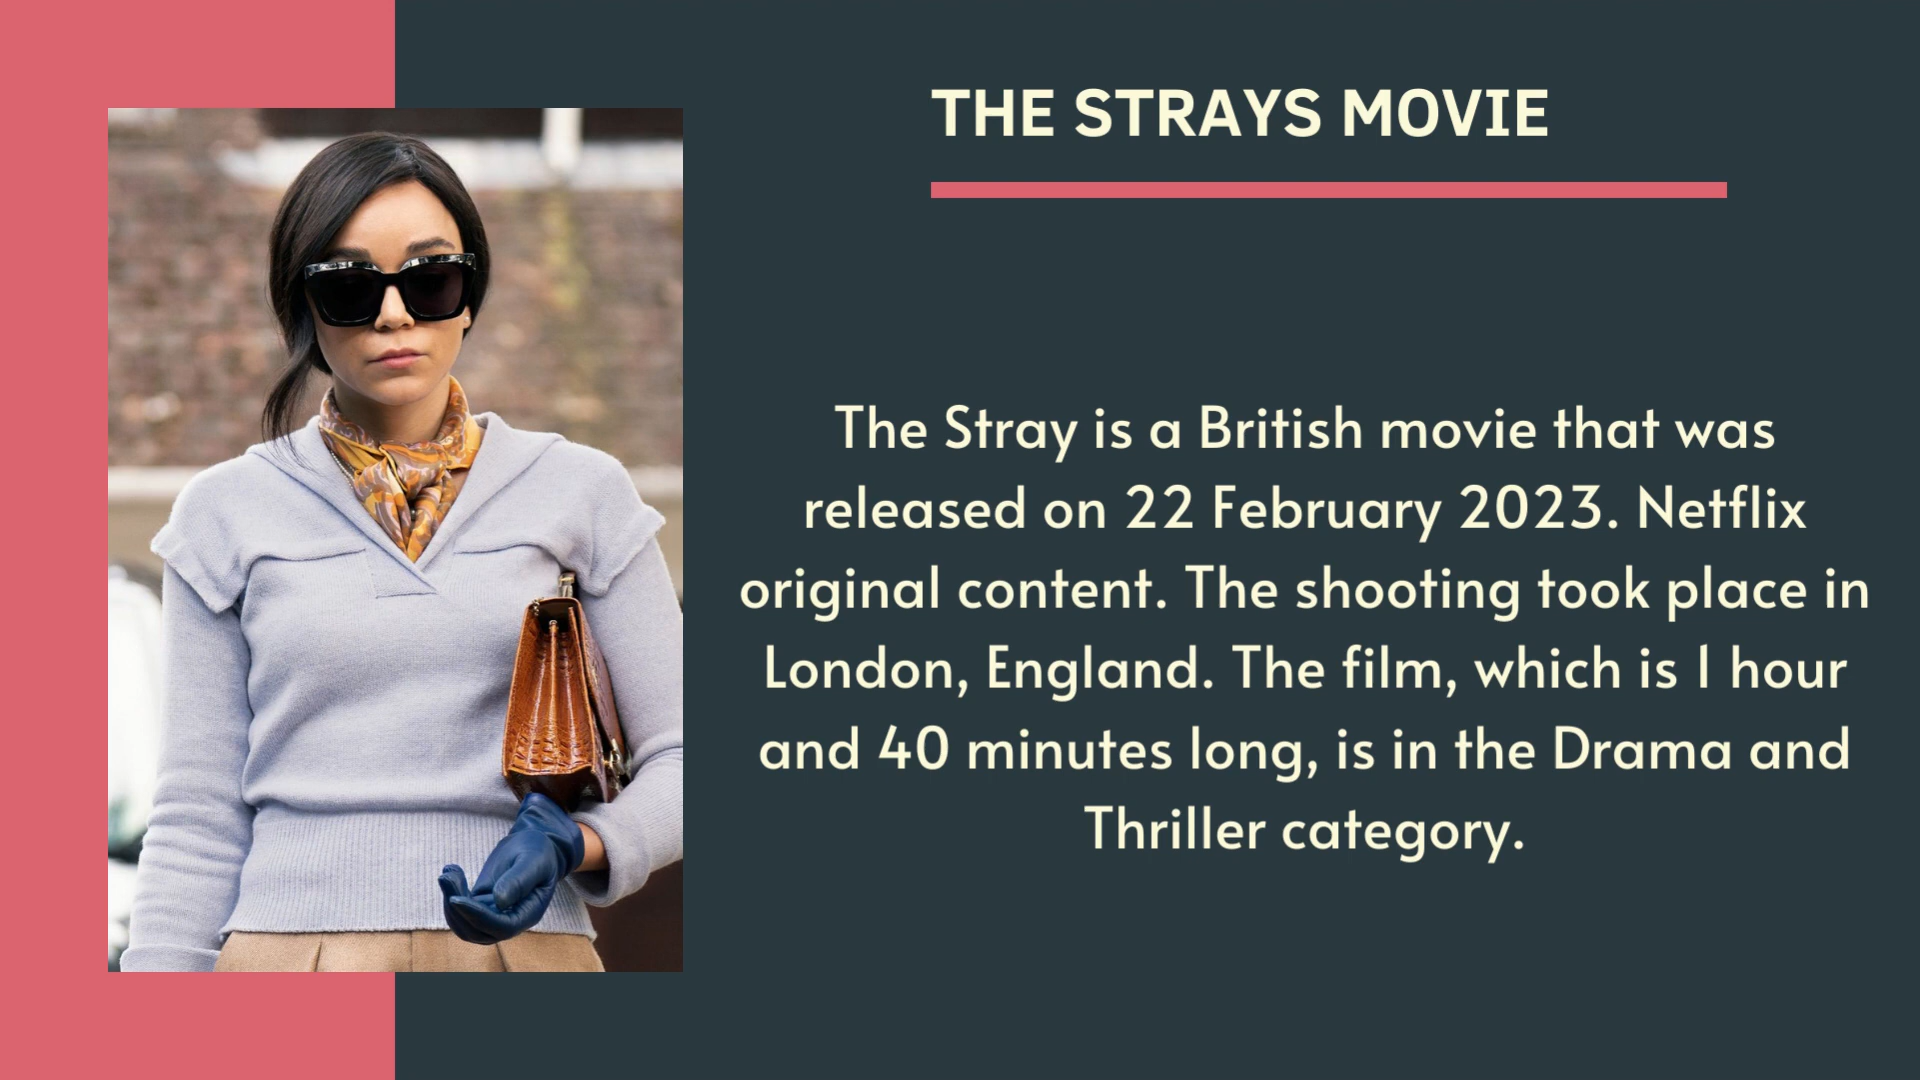 THE STRAYS MOVIE
The Stray is a British movie that was
released on 22 February 2023. Netflix
original content. The shooting took place in
London, England. The film, which is 1 hour
and 40 minutes long, is in the Drama and
Thriller category.